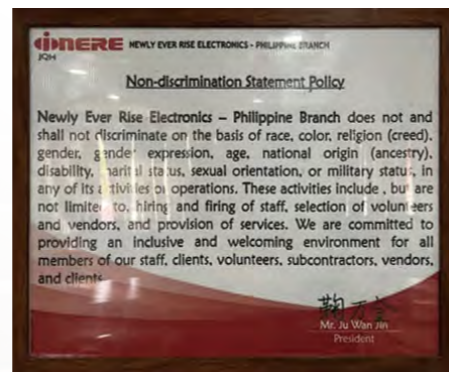 INERE NEWLY EVER RISE ELECTRONICS - PHILIPPINE BRANCH
JQH
Non-discrimination Statement Policy
Newly Ever Rise Electronics – Philippine Branch does not and
shall not discriminate on the basis of race, color, religion (creed),
gender, gender expression, age, national origin (ancestry),
disability, marital status, sexual orientation, or military status, in
any of its activities or operations. These activities include , but are
not limited to, hiring and firing of staff, selection of volunteers
and vendors, and provision of services. We are committed to
providing an inclusive and welcoming environment for all
members of our staff, clients, volunteers, subcontractors, vendors,
and clients
鞠万金
Mr. Ju Wan Jin
President